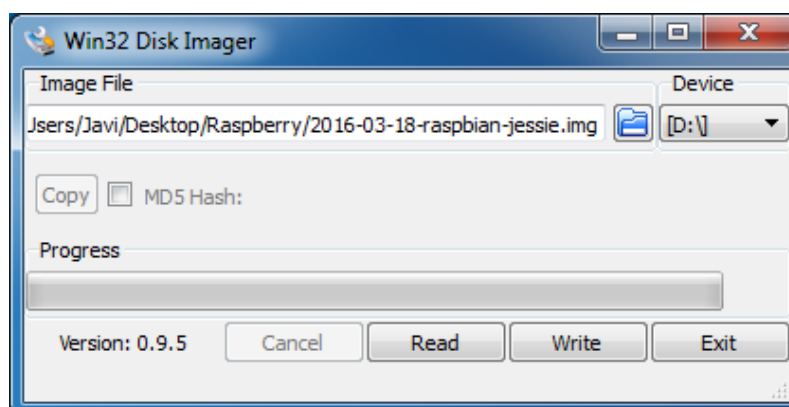 Win32 Disk Imager
Image File
Device
Jsers/Javi/Desktop/Raspberry/2016-03-18-raspbian-jessie.img
[D:\]
Copy
MD5 Hash:
Progress
Version: 0.9.5
Cancel
Read
Write
Exit